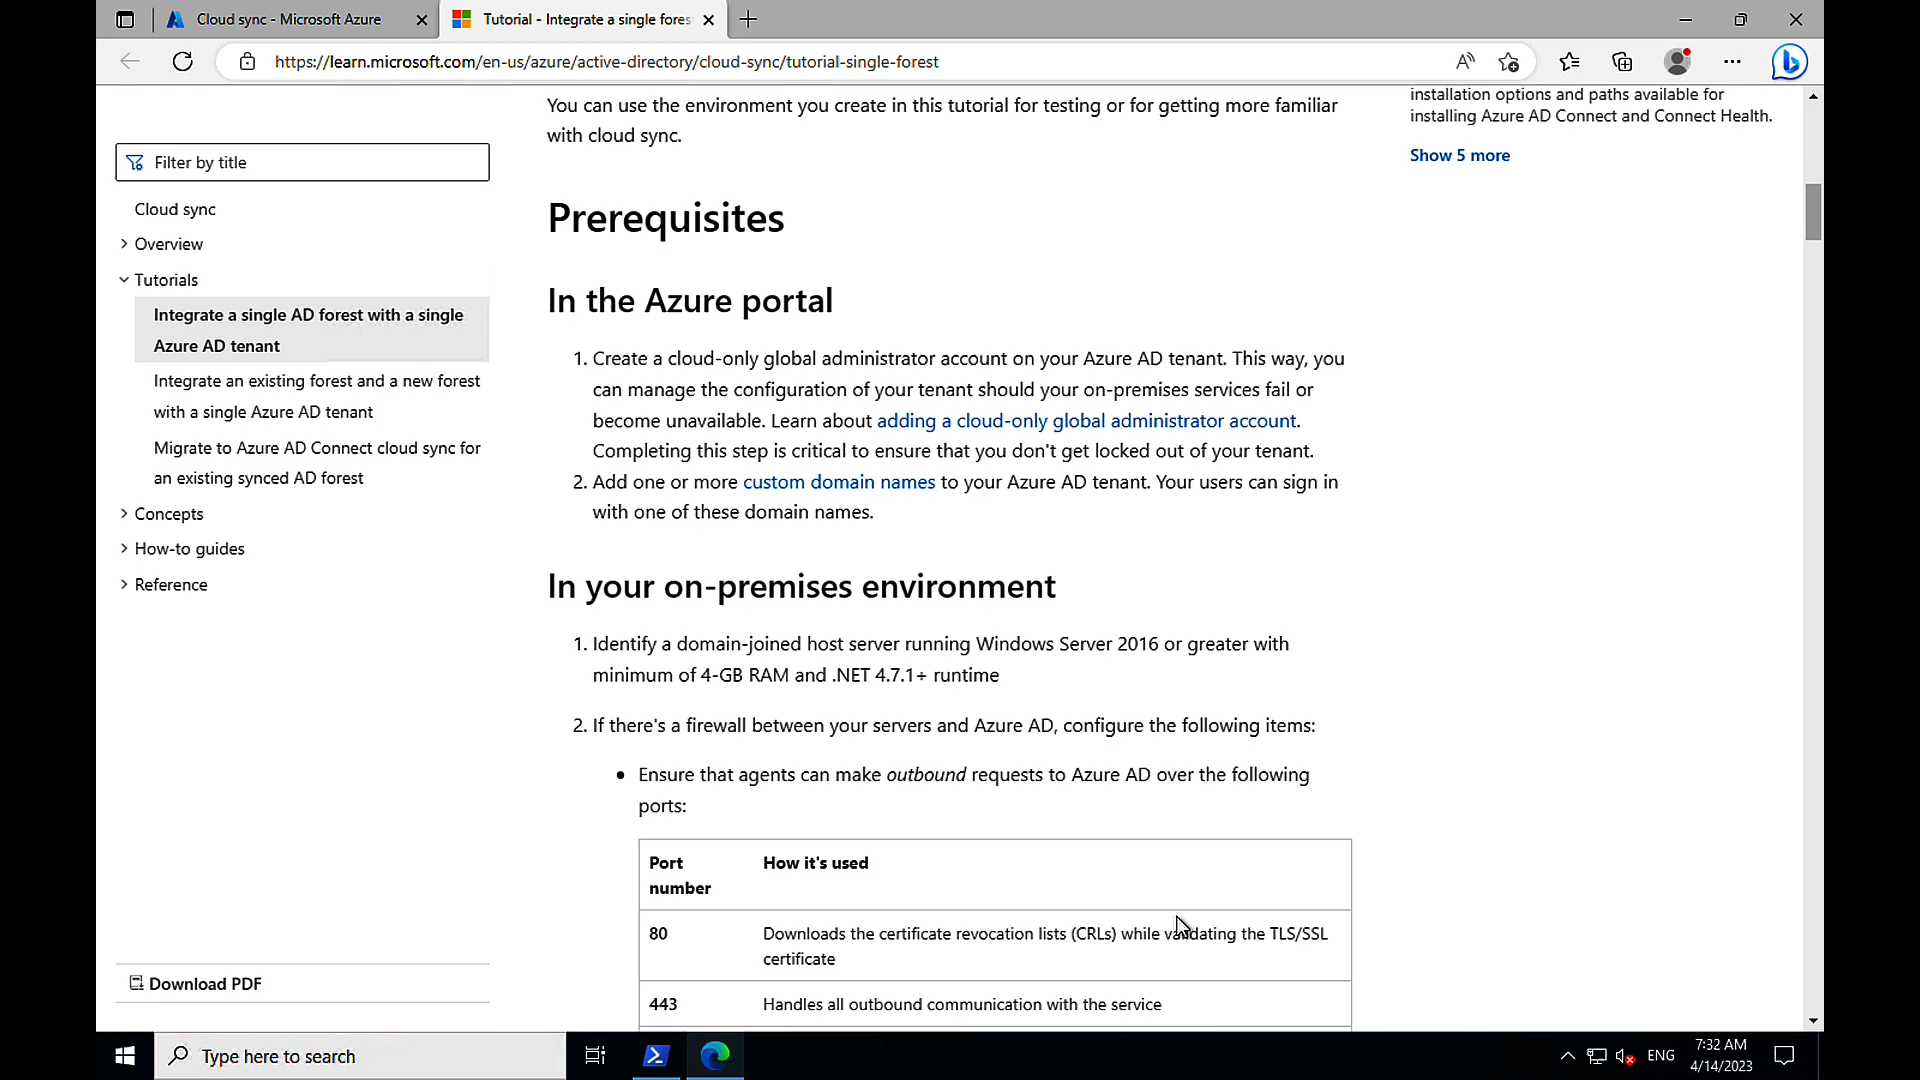 Cloud sync - Microsoft Azure
Tutorial - Integrate a single fores
https://learn.microsoft.com/en-us/azure/active-directory/cloud-sync/tutorial-single-forest
Filter by title
Cloud sync
Overview
Tutorials
Integrate a single AD forest with a single
Azure AD tenant
Integrate an existing forest and a new forest
with a single Azure AD tenant
Migrate to Azure AD Connect cloud sync for
an existing synced AD forest
Concepts
How-to guides
Reference
Download PDF
You can use the environment you create in this tutorial for testing or for getting more familiar
with cloud sync.
Prerequisites
In the Azure portal
1. Create a cloud-only global administrator account on your Azure AD tenant. This way, you
can manage the configuration of your tenant should your on-premises services fail or
become unavailable. Learn about adding a cloud-only global administrator account.
Completing this step is critical to ensure that you don't get locked out of your tenant.
2. Add one or more custom domain names to your Azure AD tenant. Your users can sign in
with one of these domain names.
In your on-premises environment
1. Identify a domain-joined host server running Windows Server 2016 or greater with
minimum of 4-GB RAM and .NET 4.7.1+ runtime
2. If there's a firewall between your servers and Azure AD, configure the following items:
• Ensure that agents can make outbound requests to Azure AD over the following
ports:
Port
number
How it's used
80
Downloads the certificate revocation lists (CRLs) while validating the TLS/SSL
certificate
443
Handles all outbound communication with the service
installation options and paths available for
installing Azure AD Connect and Connect Health.
Show 5 more
Type here to search
ENG
7:32 AM
4/14/2023